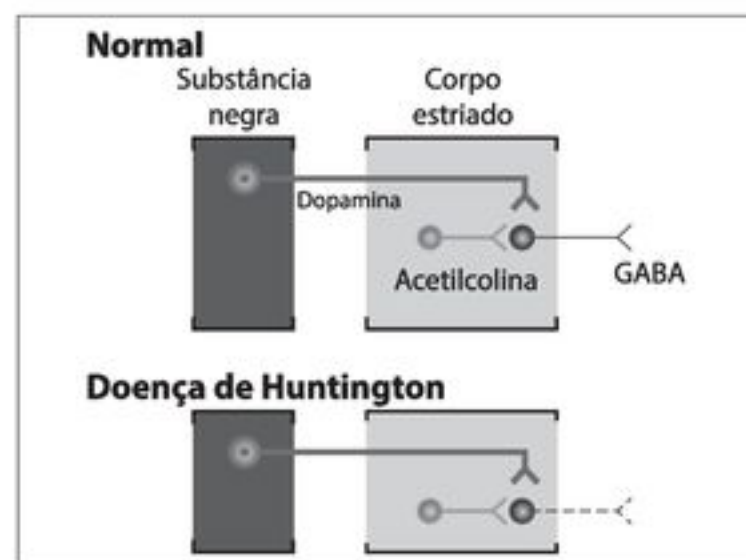 Normal
Substância
negra
Corpo
estriado
Dopamina
Acetilcolina
GABA
Doença de Huntington